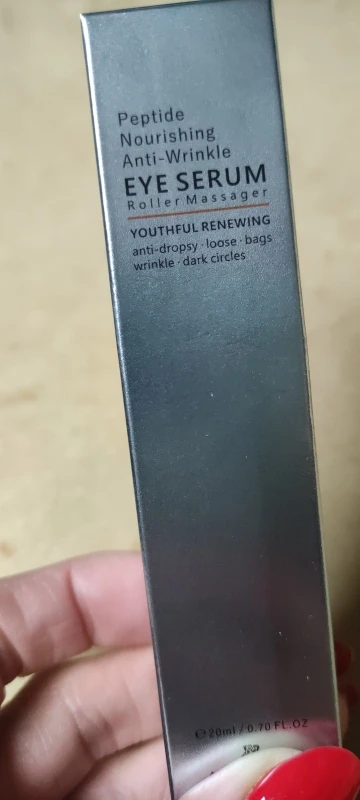 Peptide
Nourishing
Anti-Wrinkle
EYE SERUM
Roller Massager
YOUTHFUL RENEWING
anti-dropsy · loose · bags
wrinkle · dark circles
℮20ml / 0.70 FL.OZ